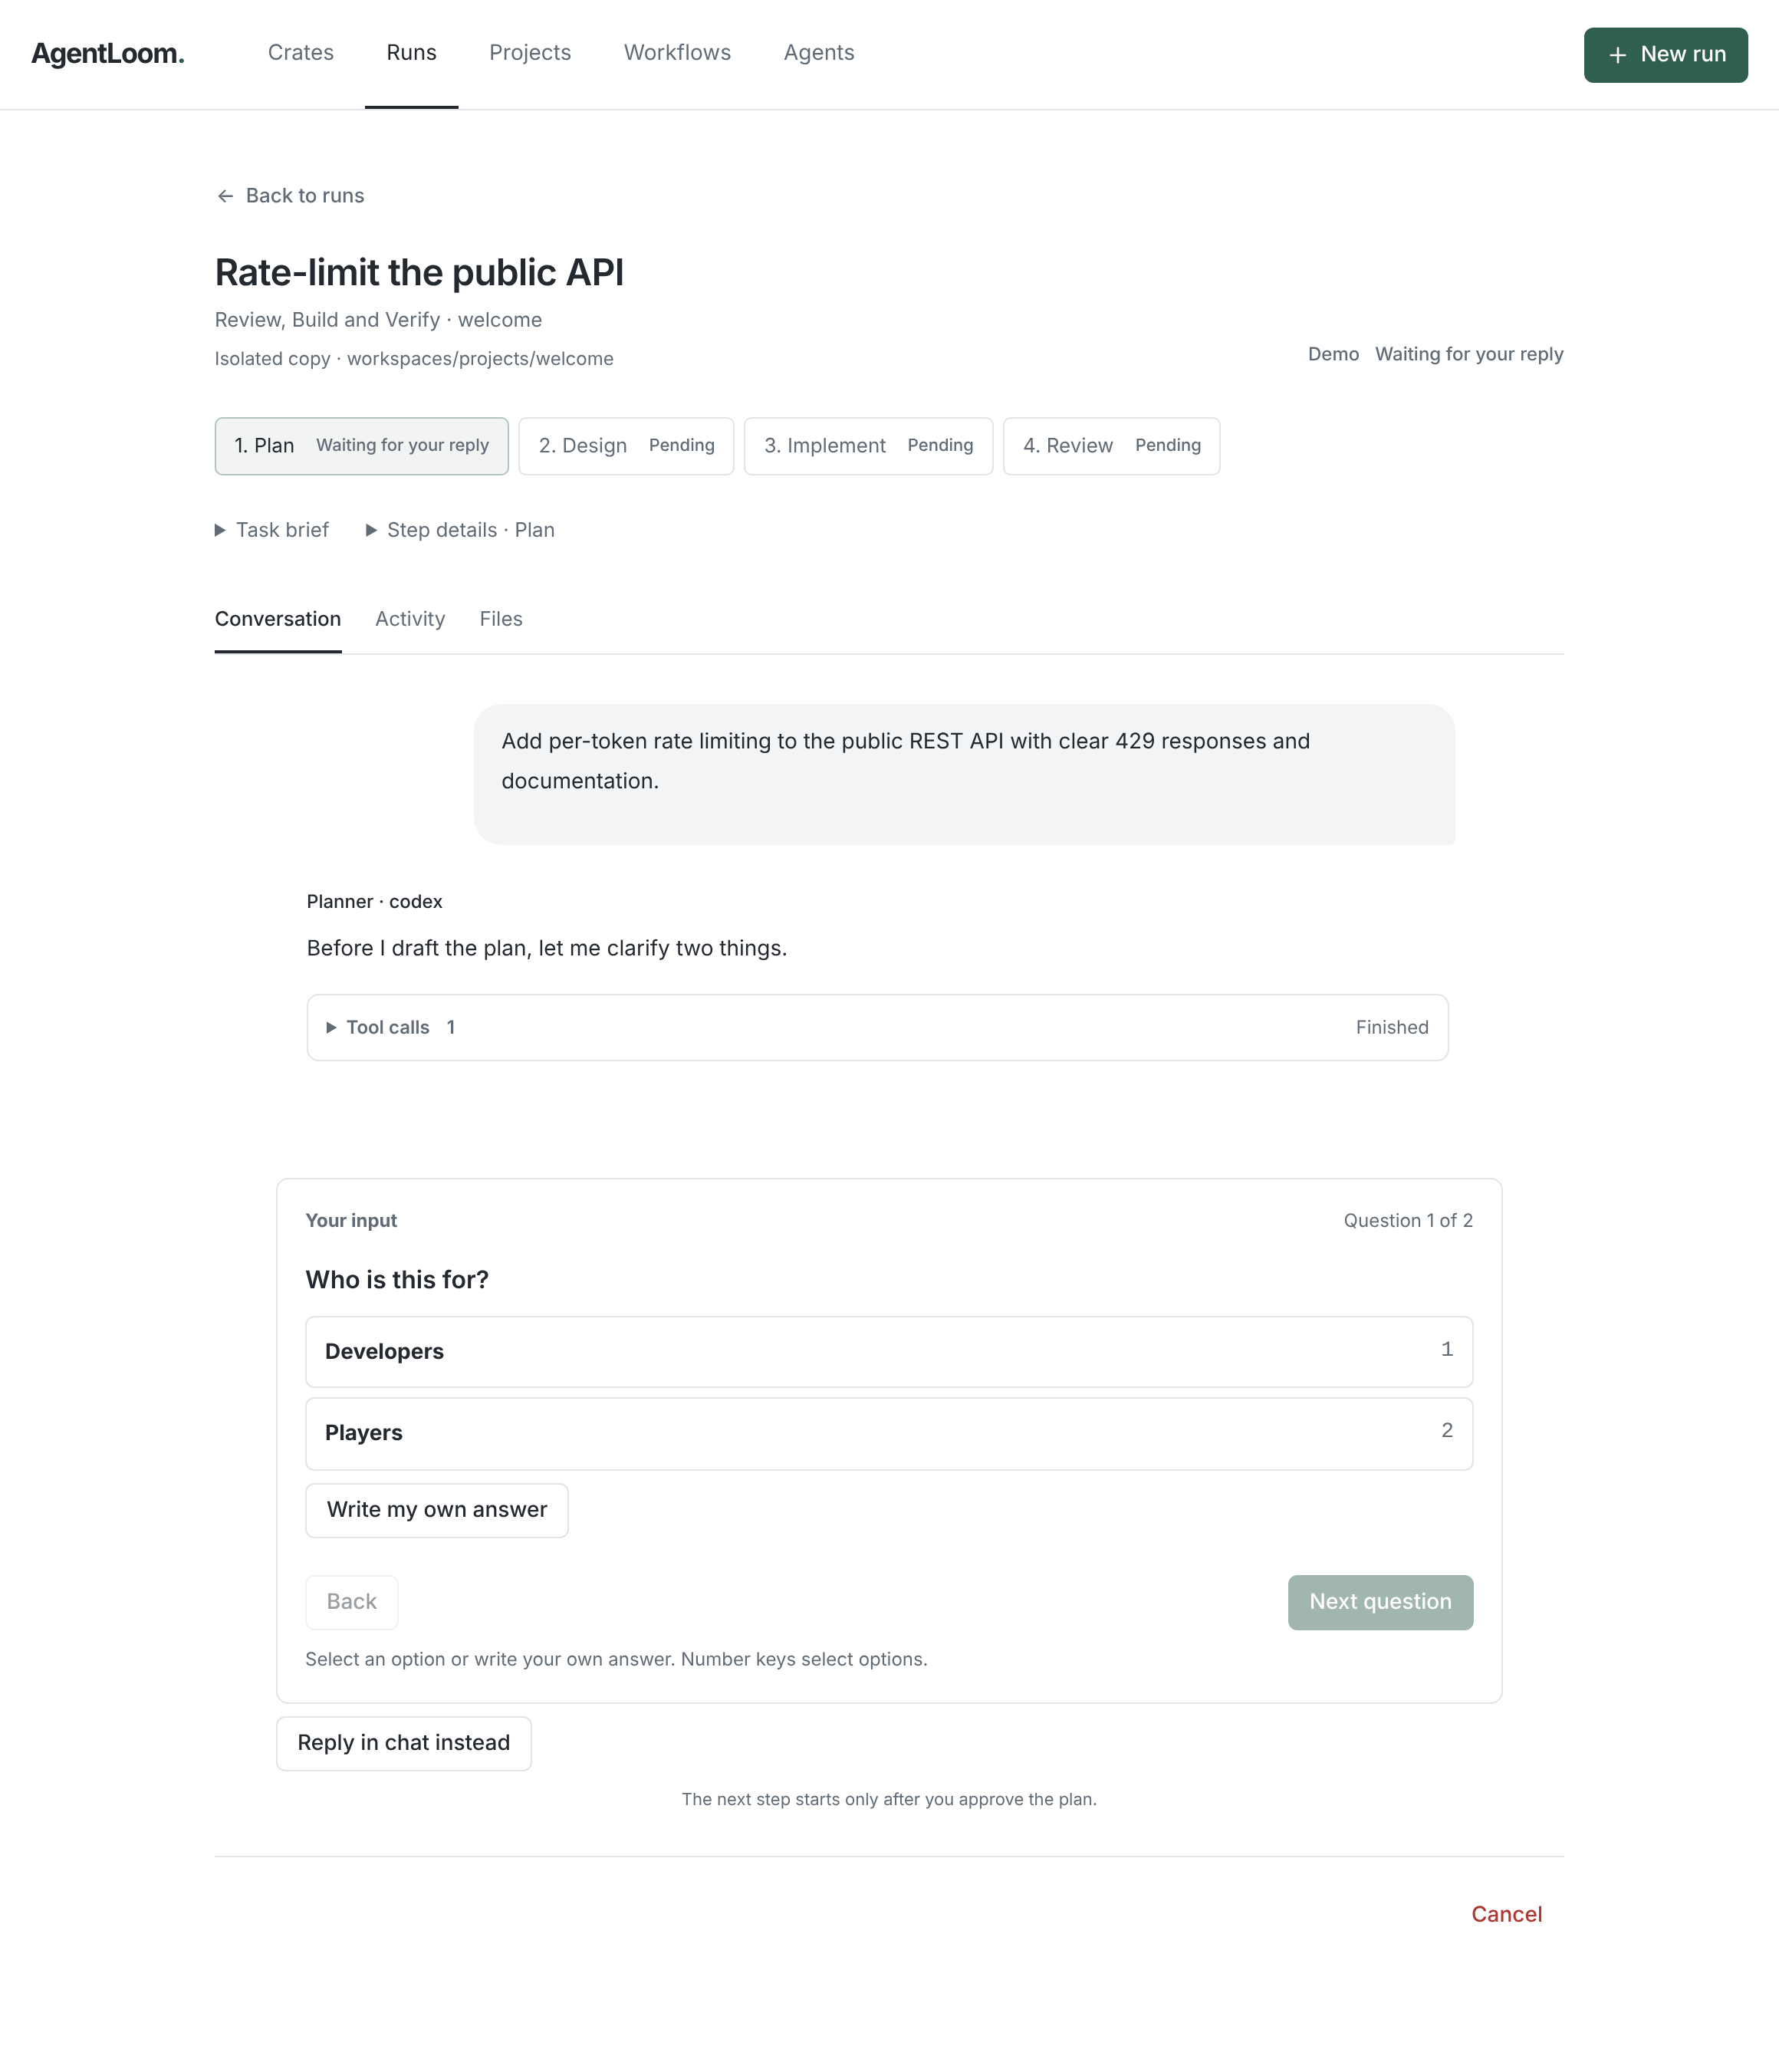 AgentLoom.
Crates
Runs
Projects
Workflows
Agents
+ New run
← Back to runs
Rate-limit the public API
Review, Build and Verify · welcome
Isolated copy · workspaces/projects/welcome
Demo Waiting for your reply
1. Plan Waiting for your reply
2. Design Pending
3. Implement Pending
4. Review Pending
▶ Task brief
▶ Step details · Plan
Conversation
Activity
Files
Add per-token rate limiting to the public REST API with clear 429 responses and
documentation.
Planner · codex
Before I draft the plan, let me clarify two things.
▶ Tool calls 1
Finished
Your input
Question 1 of 2
Who is this for?
Developers 1
Players 2
Write my own answer
Back
Next question
Select an option or write your own answer. Number keys select options.
Reply in chat instead
The next step starts only after you approve the plan.
Cancel